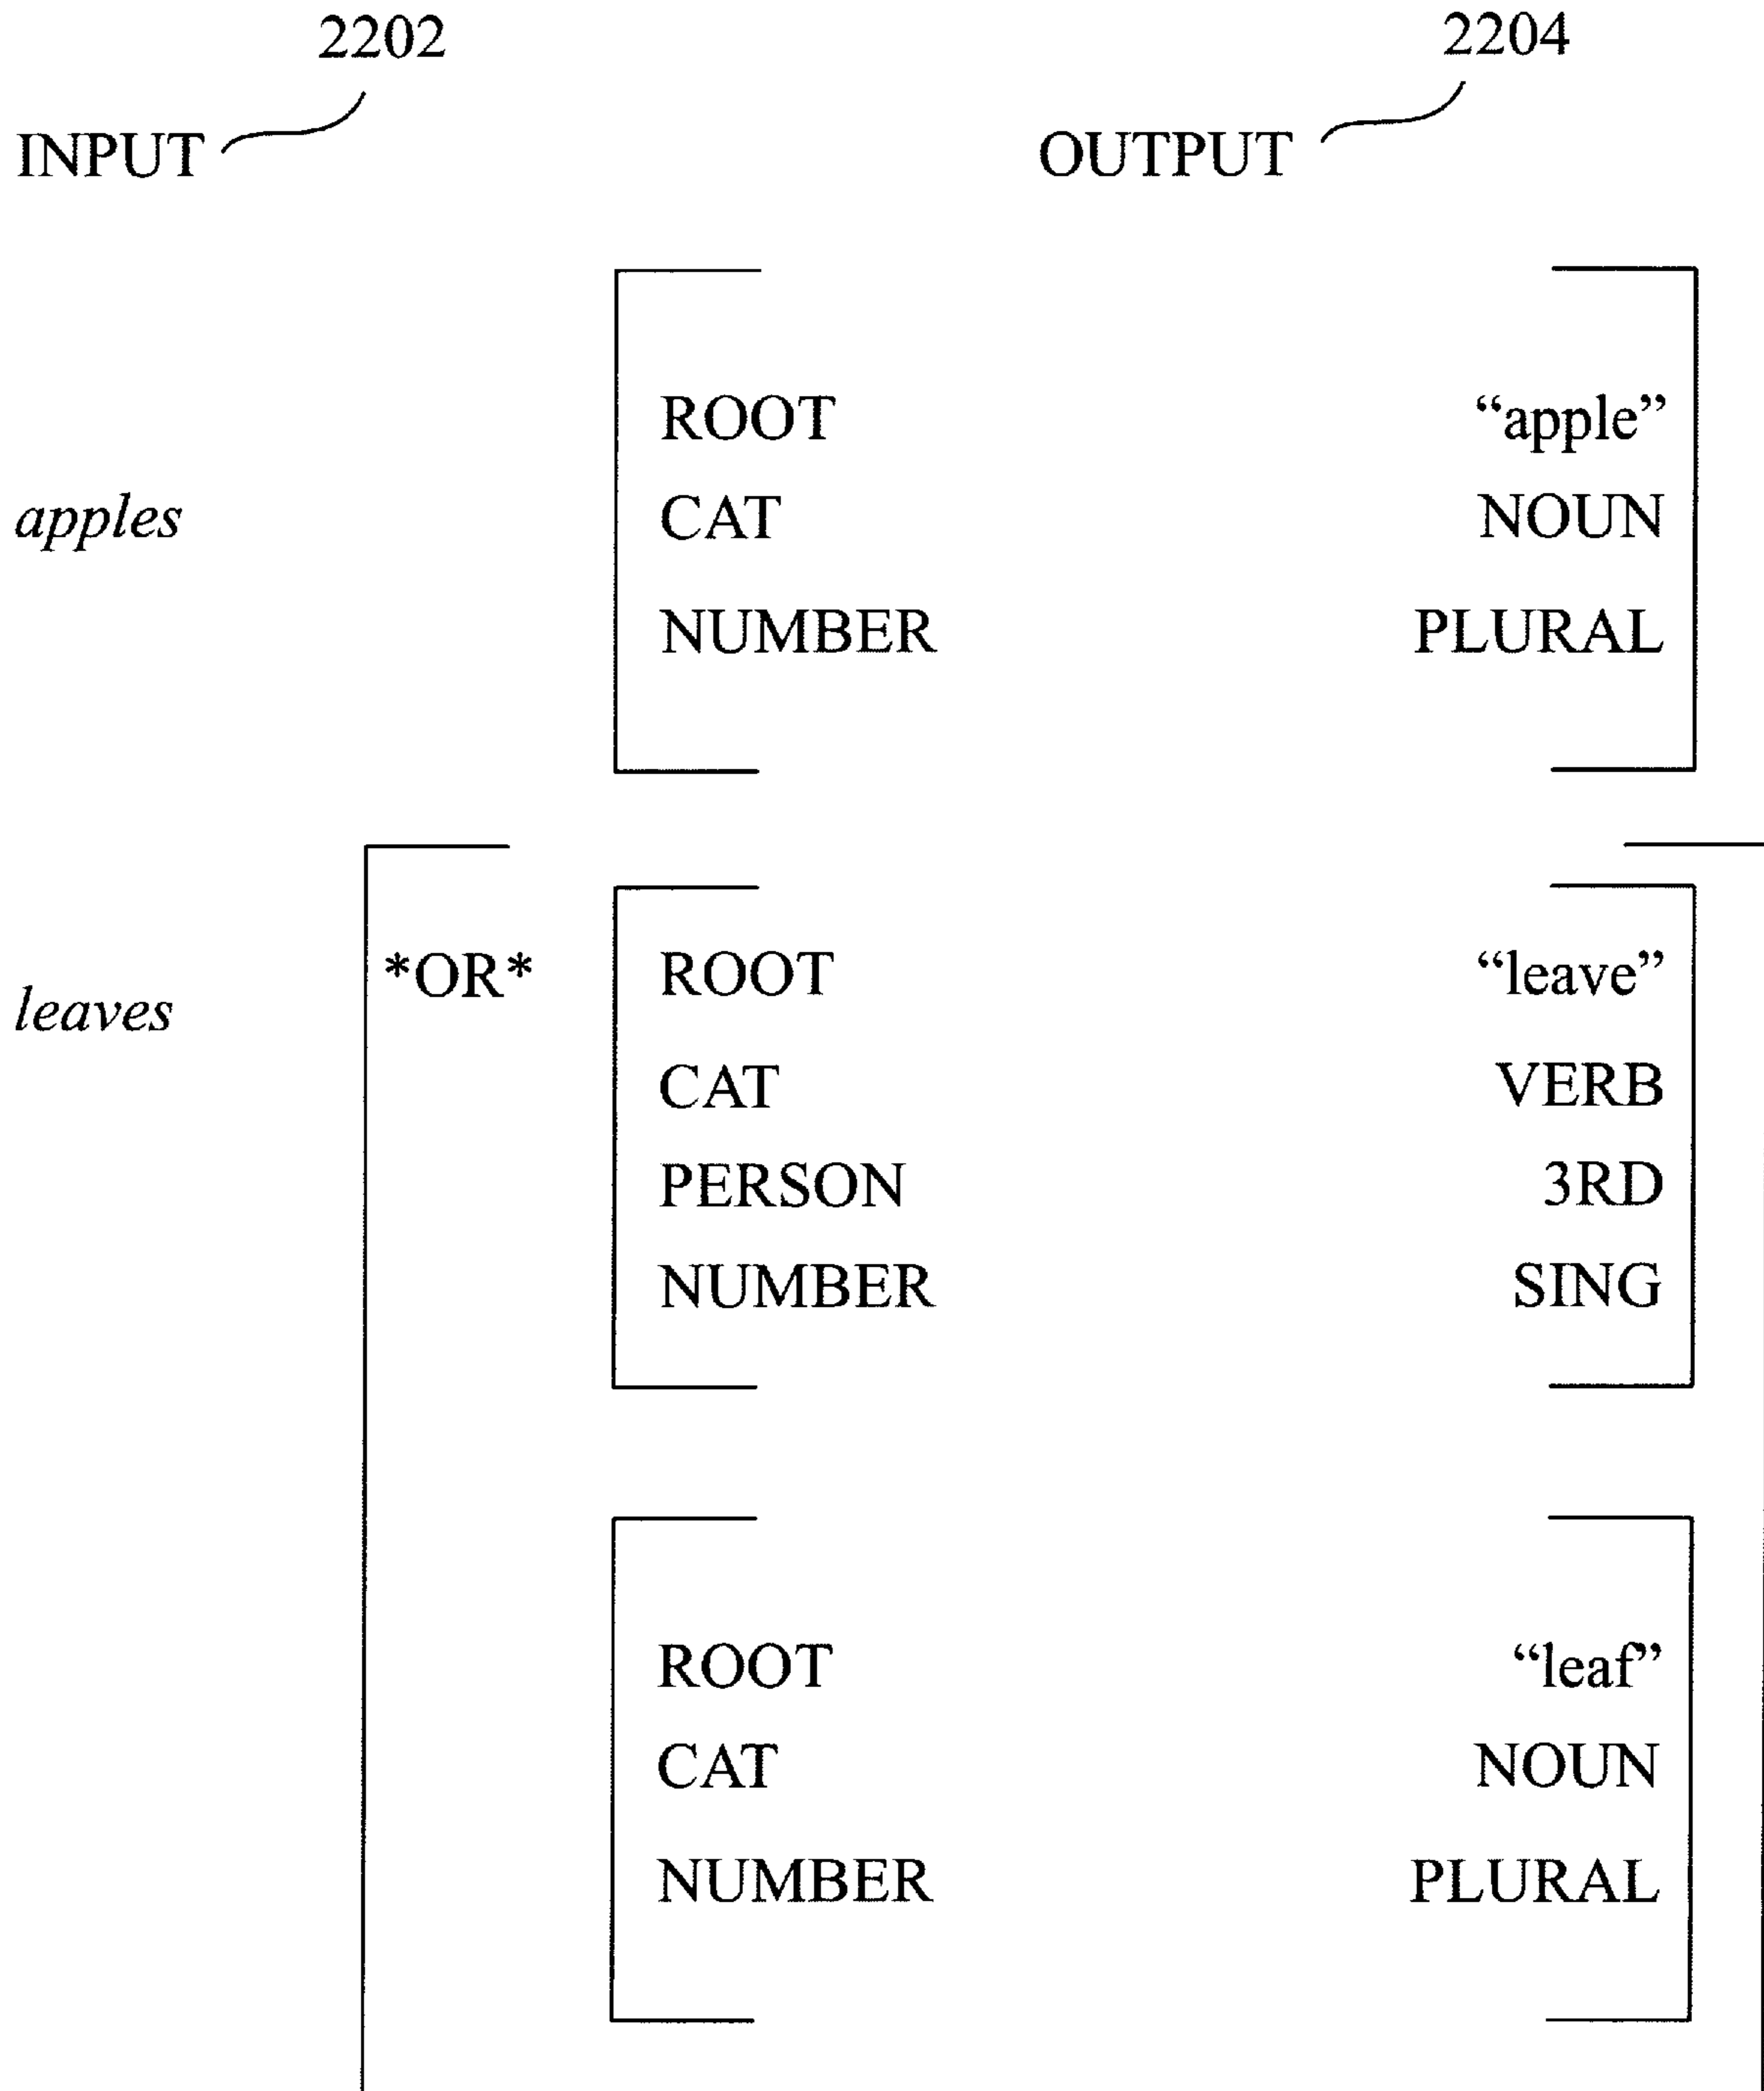 2202 2204
INPUT OUTPUT
ROOT “apple”
apples CAT NOUN
NUMBER PLURAL
*OR* ROOT “leave”
leaves
CAT VERB
PERSON 3RD
NUMBER SING
ROOT “leaf”
CAT NOUN
NUMBER PLURAL